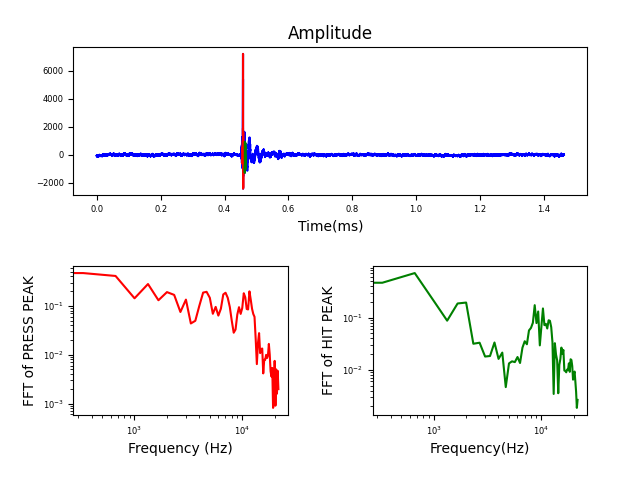 Amplitude
6000
4000
2000
0
−2000
0.0 0.2 0.4 0.6 0.8 1.0 1.2 1.4
Time(ms)
FFT of PRESS PEAK
10⁻¹
10⁻²
10⁻³
10³ 10⁴
Frequency (Hz)
FFT of HIT PEAK
10⁻¹
10⁻²
10³ 10⁴
Frequency(Hz)